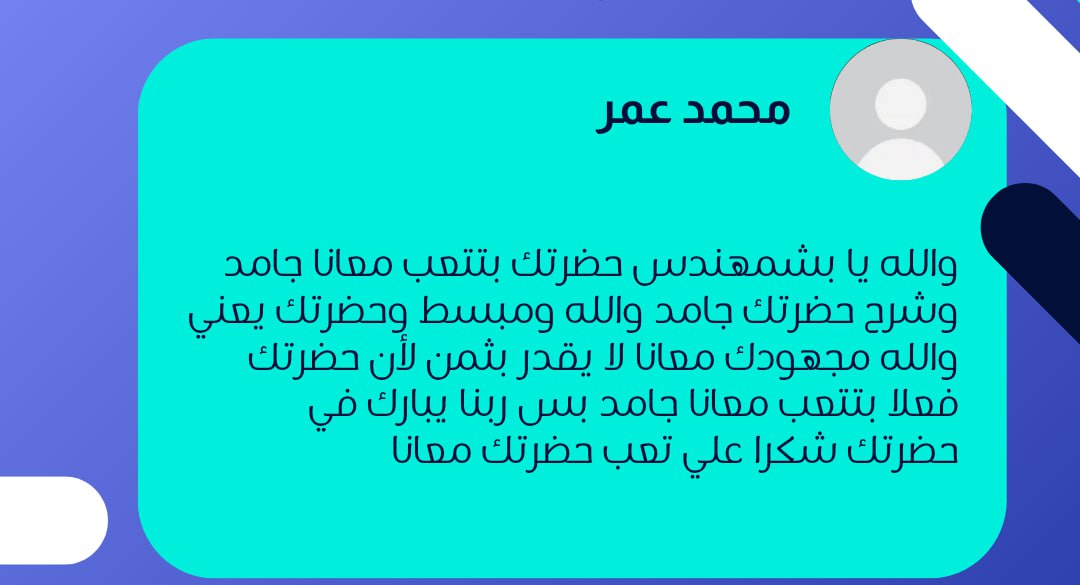 محمد عمر
والله يا بشمهندس حضرتك بتتعب معانا جامد
وشرح حضرتك جامد والله ومبسط وحضرتك يعني
والله مجهودك معانا لا يقدر بثمن لأن حضرتك
فعلا بتتعب معانا جامد بس ربنا يبارك في
حضرتك شكرا علي تعب حضرتك معانا